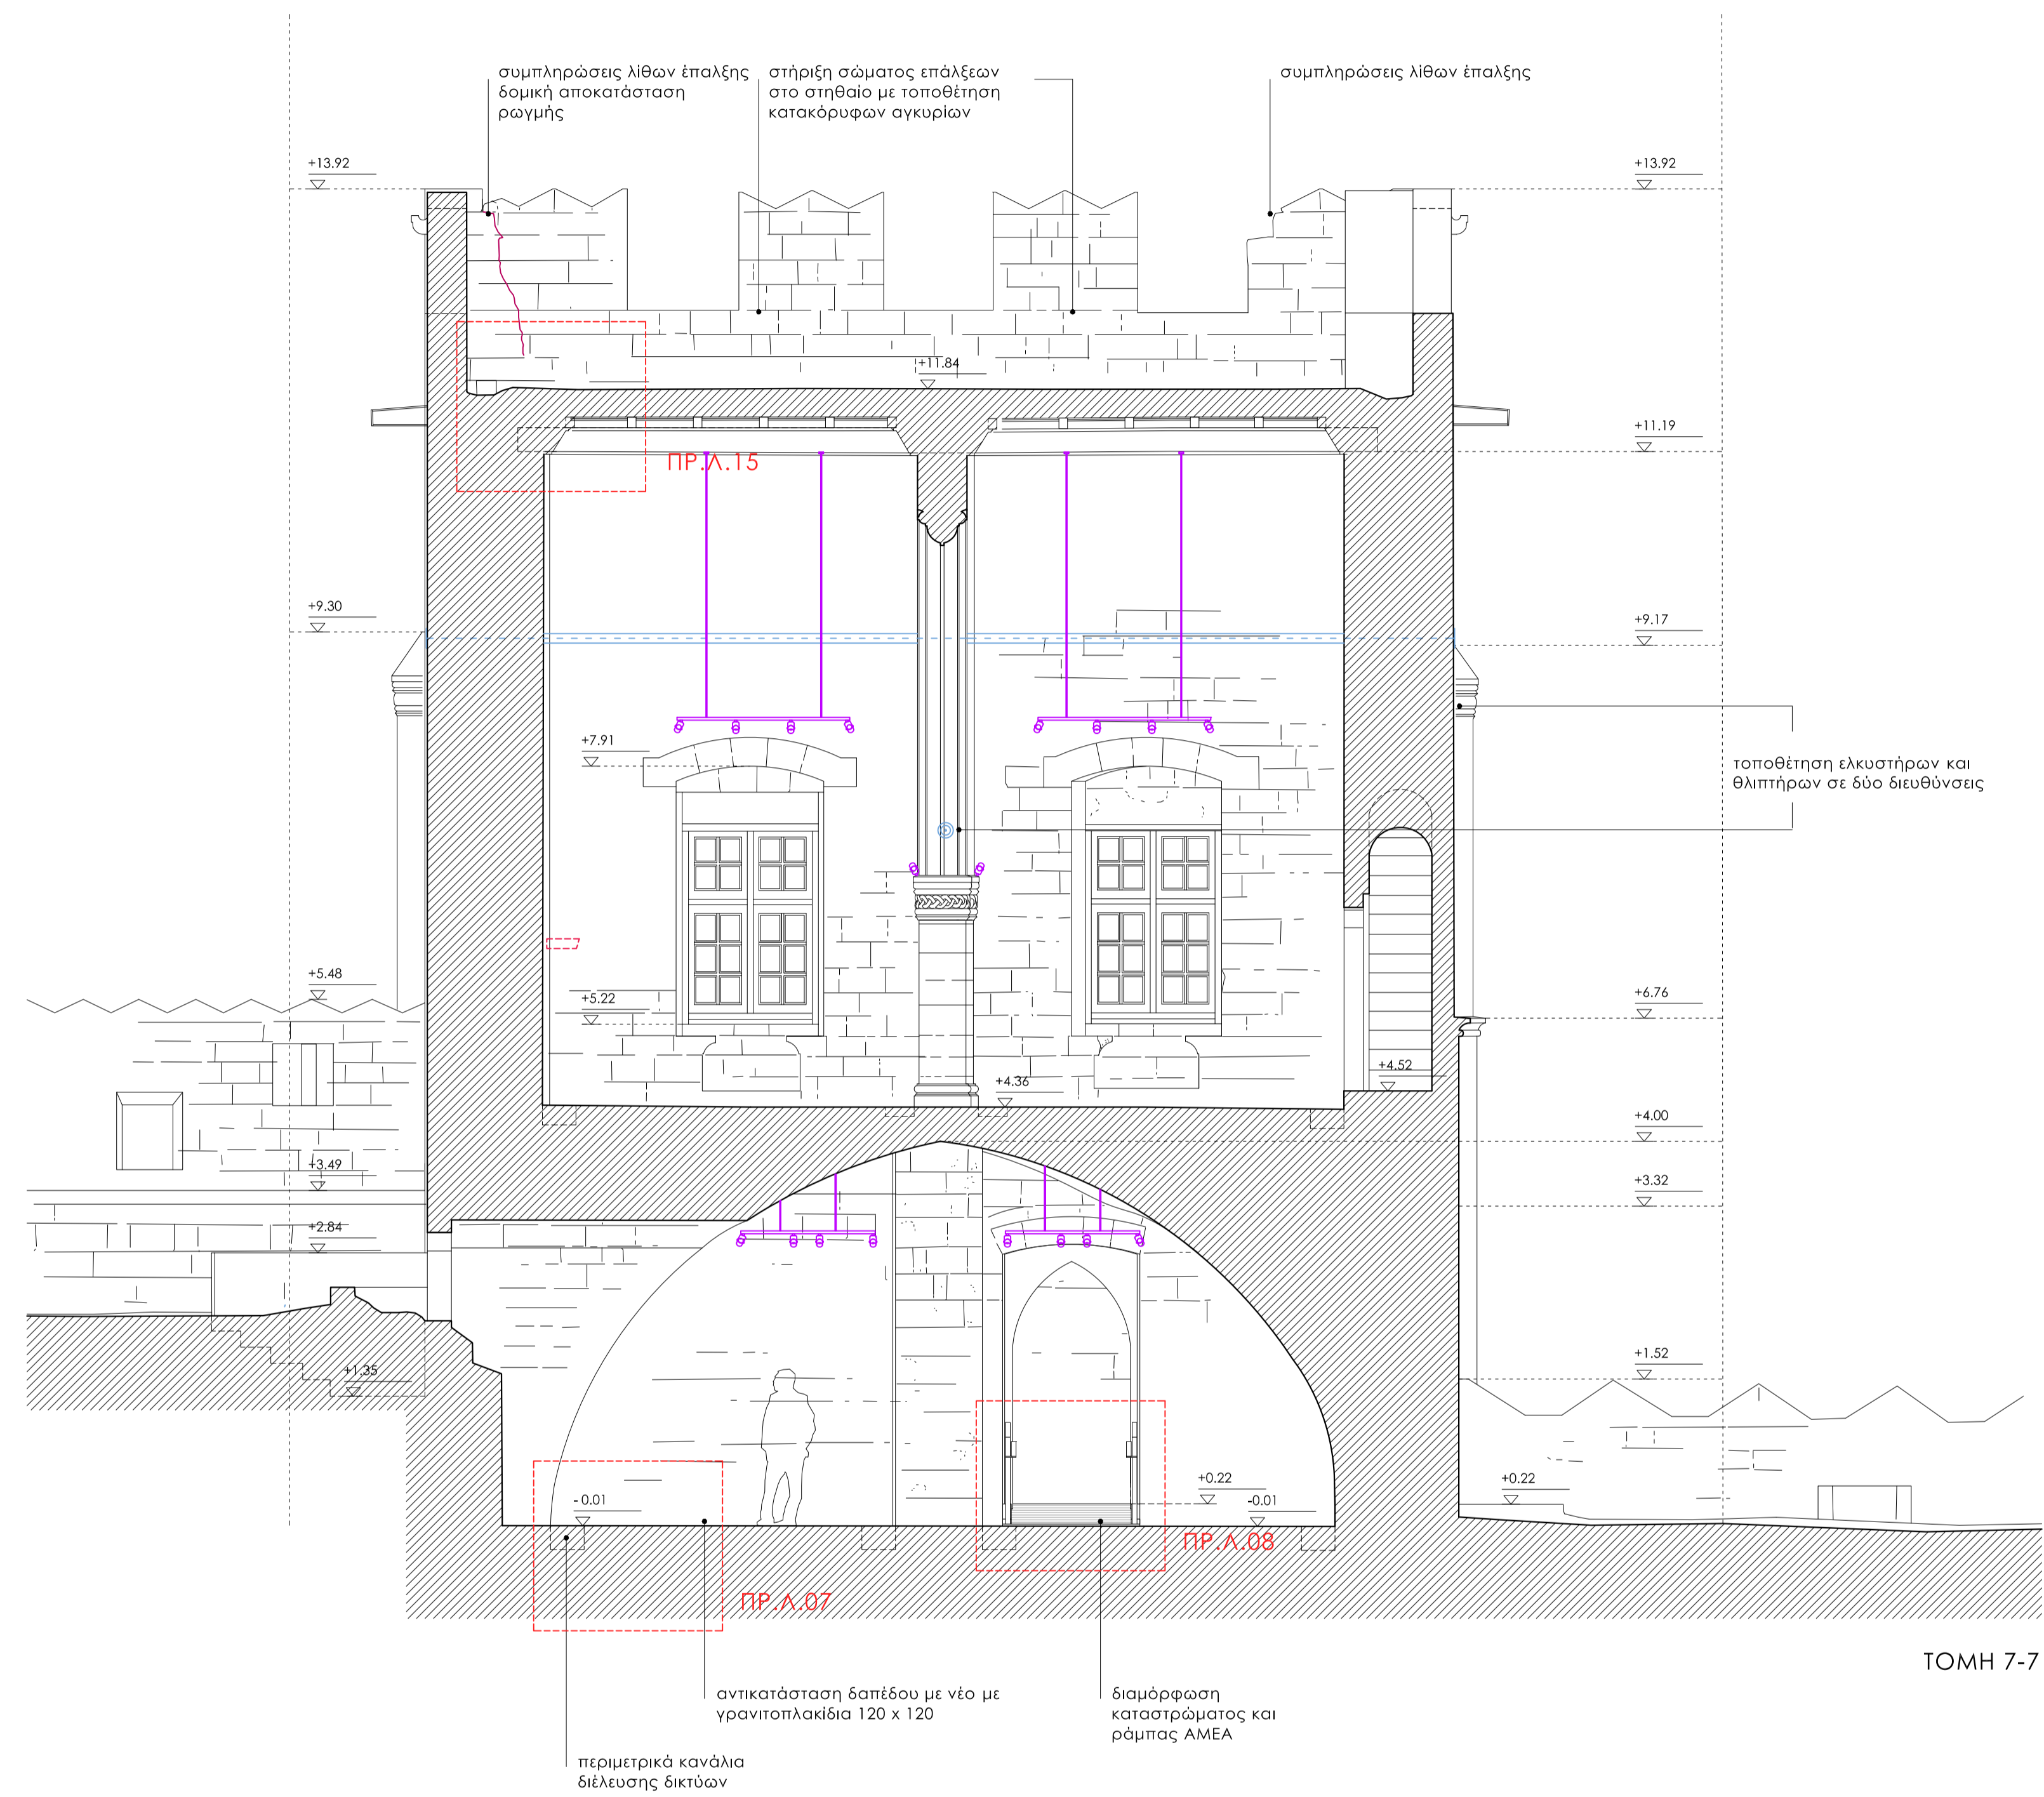 συμπληρώσεις λίθων έπαλξης
δομική αποκατάσταση
ρωγμής
στήριξη σώματος επάλξεων
στο στηθαίο με τοποθέτηση
κατακόρυφων αγκυρίων
συμπληρώσεις λίθων έπαλξης
+13.92
+13.92
+11.84
+11.19
ΠΡ.Λ.15
+9.30
+9.17
+7.91
τοποθέτηση ελκυστήρων και
θλιπτήρων σε δύο διευθύνσεις
+5.48
+5.22
+6.76
+4.52
+4.36
+4.00
+3.49
+3.32
+2.84
+1.52
+1.35
+0.22
+0.22
- 0.01
-0.01
ΠΡ.Λ.08
ΠΡ.Λ.07
ΤΟΜΗ 7-7
αντικατάσταση δαπέδου με νέο με
γρανιτοπλακίδια 120 x 120
διαμόρφωση
καταστρώματος και
ράμπας ΑΜΕΑ
περιμετρικά κανάλια
διέλευσης δικτύων